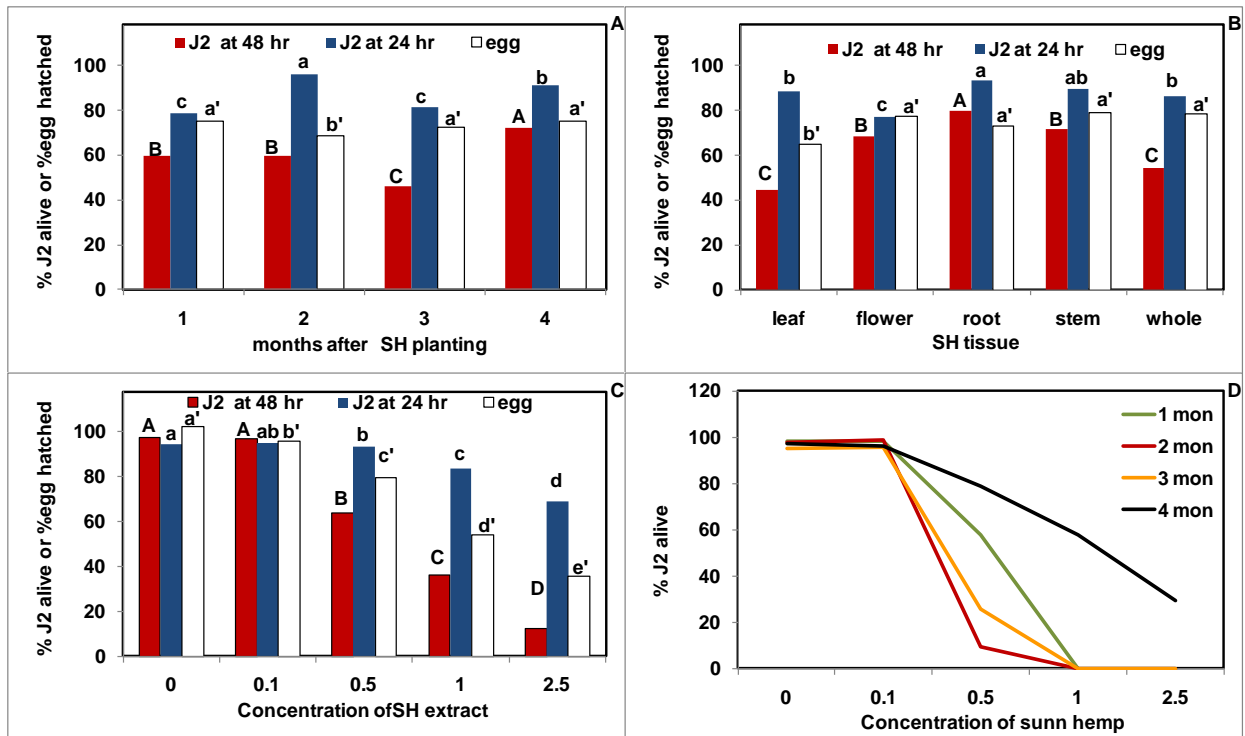 A
J2 at 48 hr J2 at 24 hr egg
% J2 alive or %egg hatched
100
80
60
40
20
0
B c a'
B a b'
C c a'
A b a'
1 2 3 4
months after SH planting
B
J2 at 48 hr J2 at 24 hr egg
% J2 alive or %egg hatched
100
80
60
40
20
0
C b b'
B c a'
A a a'
B ab a'
C b a'
leaf flower root stem whole
SH tissue
C
J2 at 48 hr J2 at 24 hr egg
% J2 alive or %egg hatched
100
80
60
40
20
0
A a a'
A ab b'
B b c'
C c d'
D d e'
0 0.1 0.5 1 2.5
Concentration ofSH extract
D
% J2 alive
120
100
80
60
40
20
0
1 mon
2 mon
3 mon
4 mon
0 0.1 0.5 1 2.5
Concentration of sunn hemp